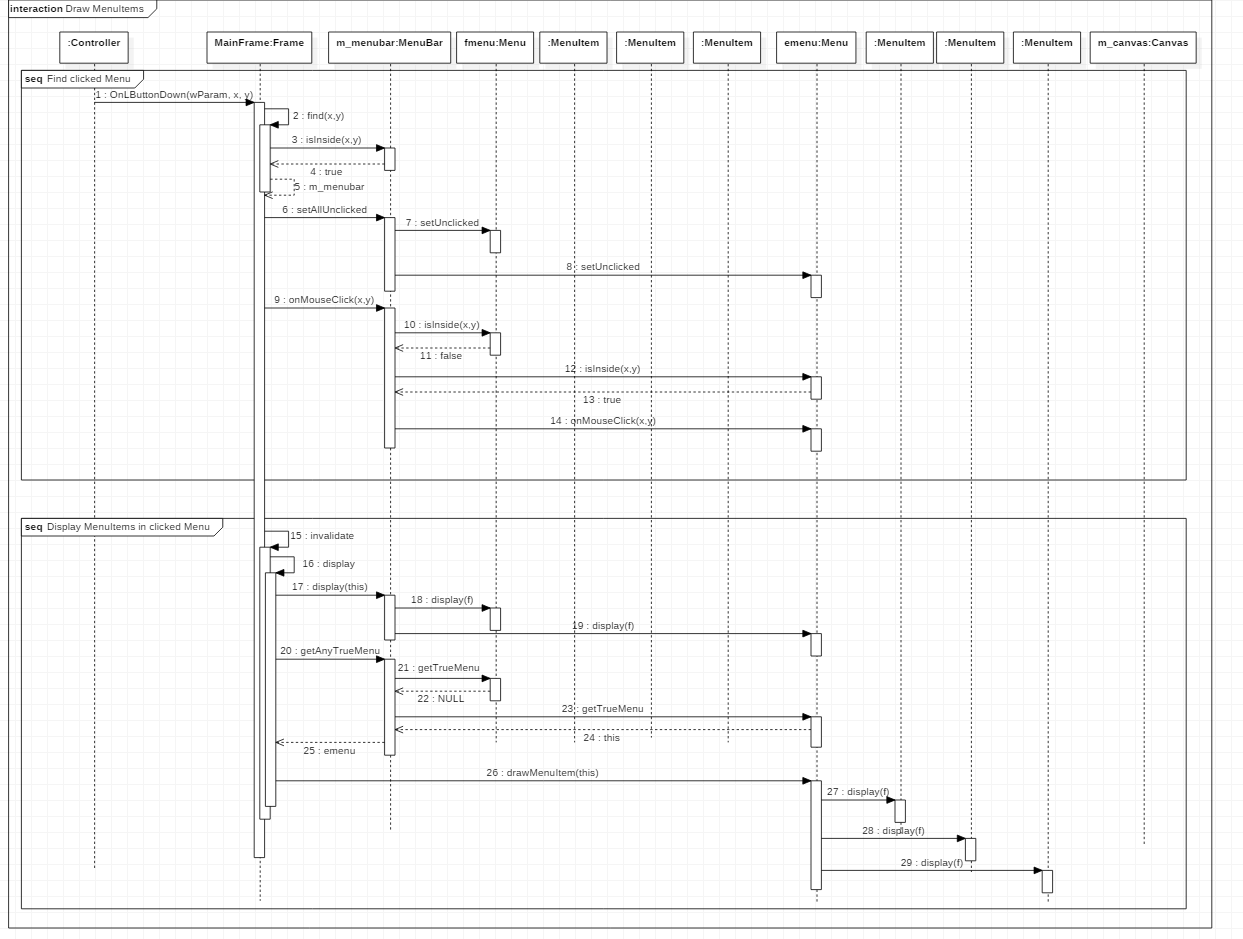 interaction Draw MenuItems
:Controller
MainFrame:Frame
m_menubar:MenuBar
fmenu:Menu
:MenuItem
:MenuItem
:MenuItem
emenu:Menu
:MenuItem
:MenuItem
:MenuItem
m_canvas:Canvas
seq Find clicked Menu
1 : OnLButtonDown(wParam, x, y)
2 : find(x,y)
3 : isInside(x,y)
4 : true
5 : m_menubar
6 : setAllUnclicked
7 : setUnclicked
8 : setUnclicked
9 : onMouseClick(x,y)
10 : isInside(x,y)
11 : false
12 : isInside(x,y)
13 : true
14 : onMouseClick(x,y)
seq Display MenuItems in clicked Menu
15 : invalidate
16 : display
17 : display(this)
18 : display(f)
19 : display(f)
20 : getAnyTrueMenu
21 : getTrueMenu
22 : NULL
23 : getTrueMenu
24 : this
25 : emenu
26 : drawMenuItem(this)
27 : display(f)
28 : display(f)
29 : display(f)